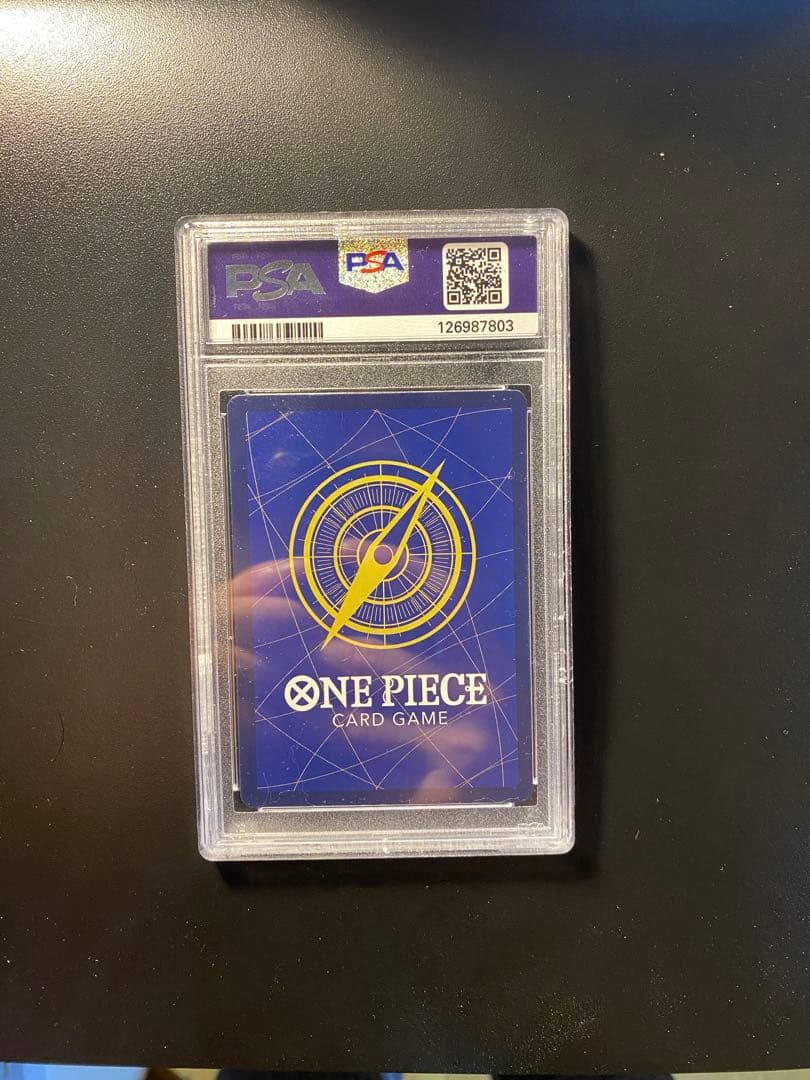 PSA
PSA
126987803
ONE PIECE
CARD GAME